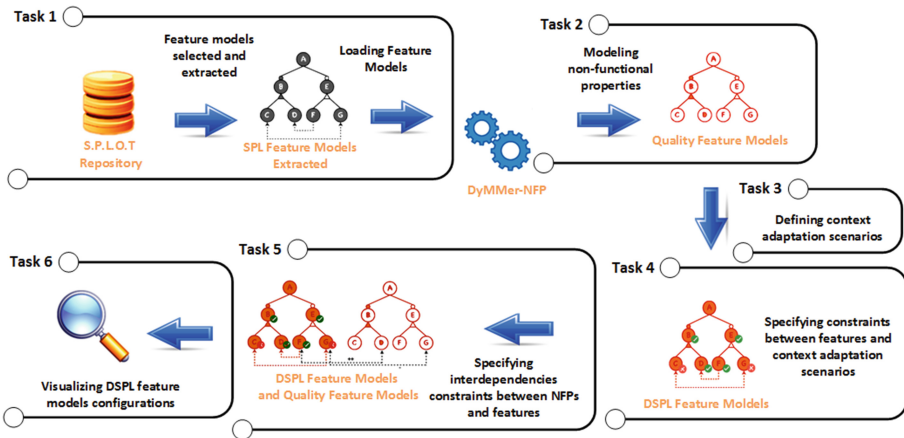 Task 1
Feature models
selected and
extracted
Loading Feature
Models
A
B
E
C
D
F
G
S.P.L.O.T
Repository
SPL Feature Models
Extracted
DyMMer-NFP
Task 2
Modeling
non-functional
properties
A
B
E
C
D
F
G
Quality Feature Models
Task 3
Defining context
adaptation scenarios
Task 4
A
B
E
C
D
F
G
Specifying constraints
between features and
context adaptation
scenarios
DSPL Feature Moldels
Task 5
A
B
E
C
D
F
G
A
B
E
C
D
F
G
**
DSPL Feature Models
and Quality Feature Models
Specifying
interdependencies
constraints between NFPs
and features
Task 6
Visualizing DSPL feature
models configurations